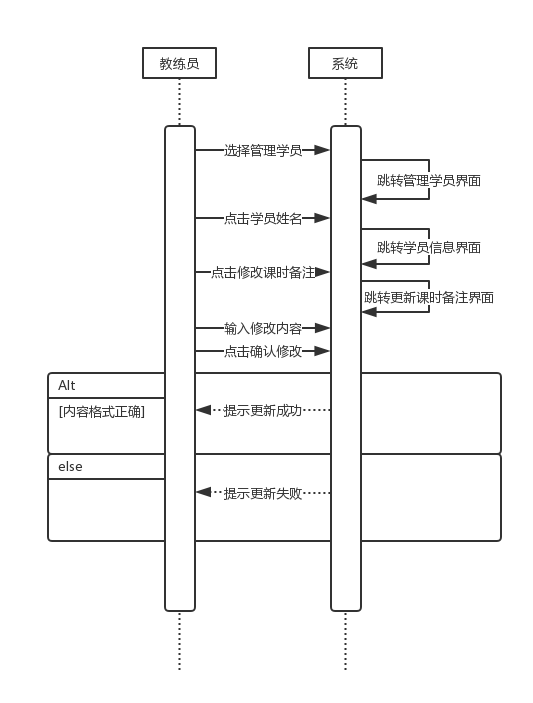 教练员
系统
选择管理学员
跳转管理学员界面
点击学员姓名
跳转学员信息界面
点击修改课时备注
跳转更新课时备注界面
输入修改内容
点击确认修改
Alt
[内容格式正确]
提示更新成功
else
提示更新失败